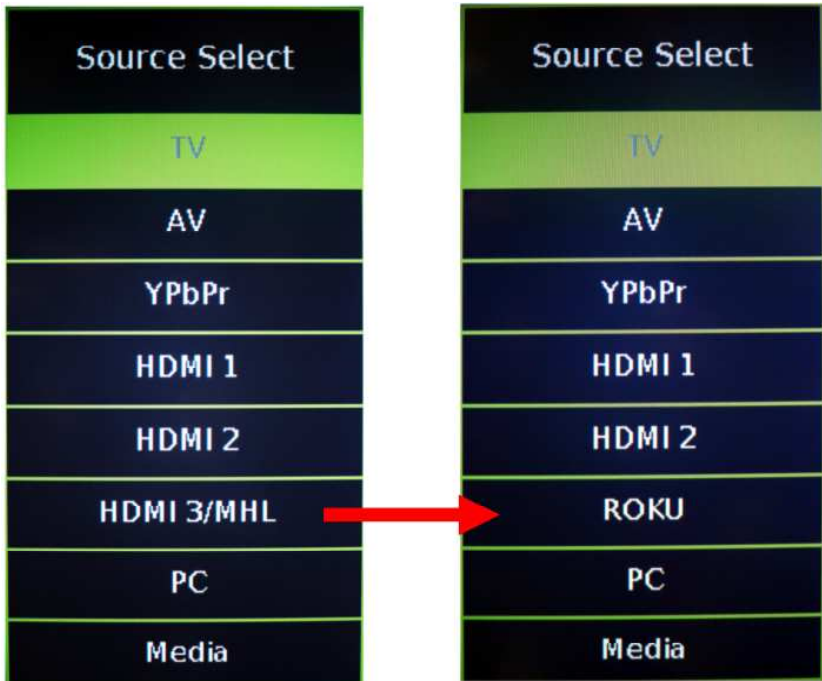 Source Select
TV
AV
YPbPr
HDMI 1
HDMI 2
HDMI 3/MHL
PC
Media
Source Select
TV
AV
YPbPr
HDMI 1
HDMI 2
ROKU
PC
Media